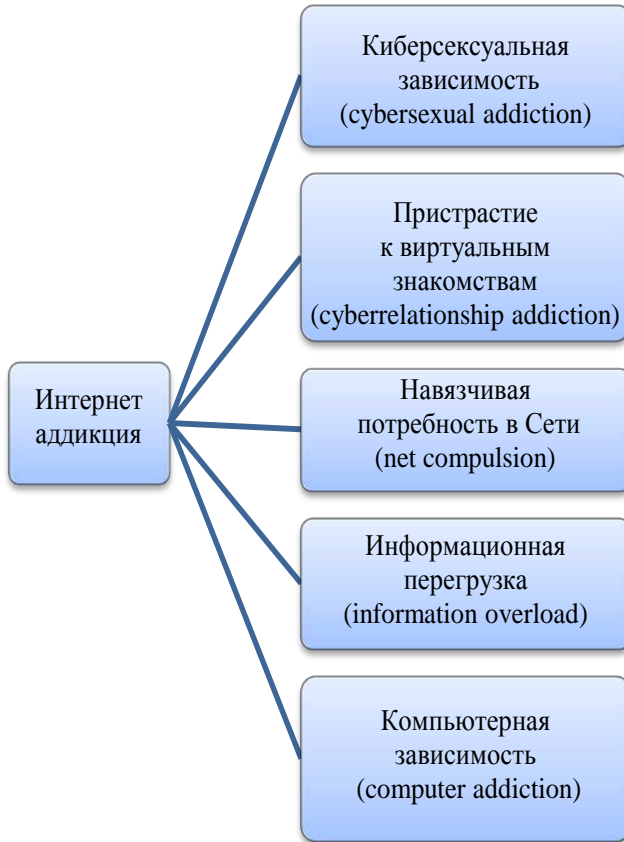 Киберсексуальная
зависимость
(cybersexual addiction)
Пристрастие
к виртуальным
знакомствам
(cyberrelationship addiction)
Интернет
аддикция
Навязчивая
потребность в Сети
(net compulsion)
Информационная
перегрузка
(information overload)
Компьютерная
зависимость
(computer addiction)